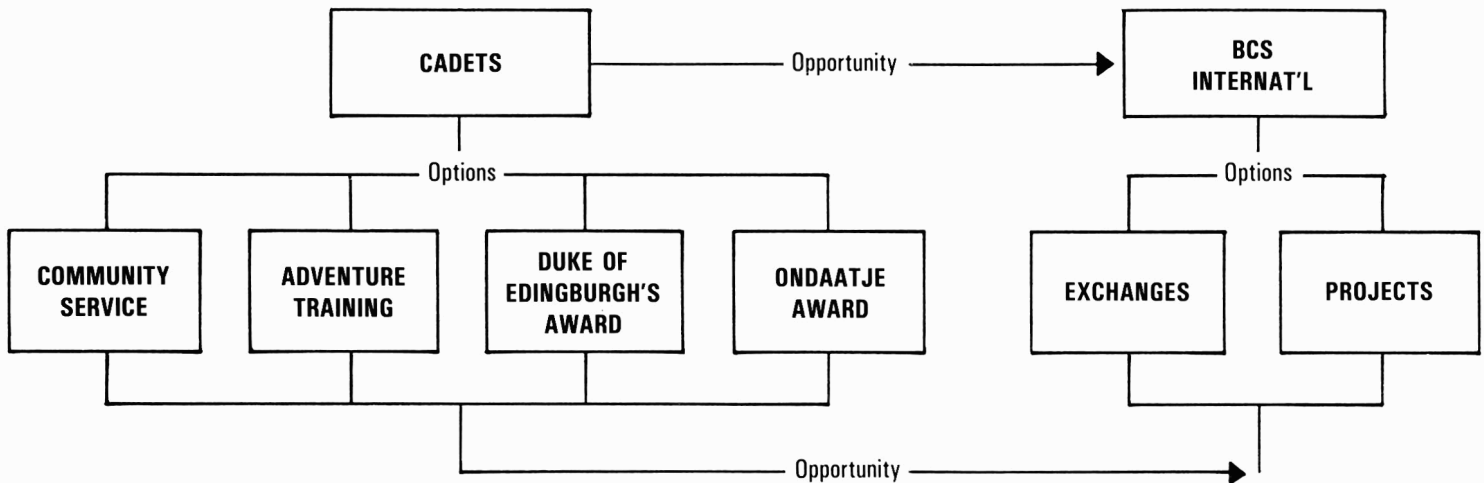 CADETS
Opportunity
BCS
INTERNAT'L
Options
Options
COMMUNITY
SERVICE
ADVENTURE
TRAINING
DUKE OF
EDINGBURGH'S
AWARD
ONDAATJE
AWARD
EXCHANGES
PROJECTS
Opportunity